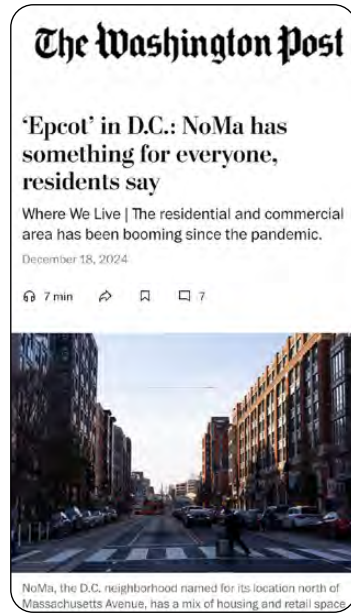 The Washington Post
‘Epcot’ in D.C.: NoMa has
something for everyone,
residents say
Where We Live | The residential and commercial
area has been booming since the pandemic.
December 18, 2024
7 min
7
NoMa, the D.C. neighborhood named for its location north of
Massachusetts Avenue, has a mix of housing and retail space